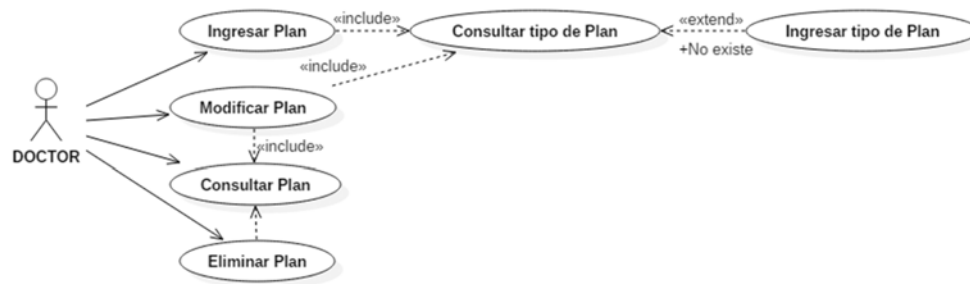 Ingresar Plan
«include»
Consultar tipo de Plan
«extend»
+No existe
Ingresar tipo de Plan
«include»
Modificar Plan
DOCTOR
«include»
Consultar Plan
Eliminar Plan